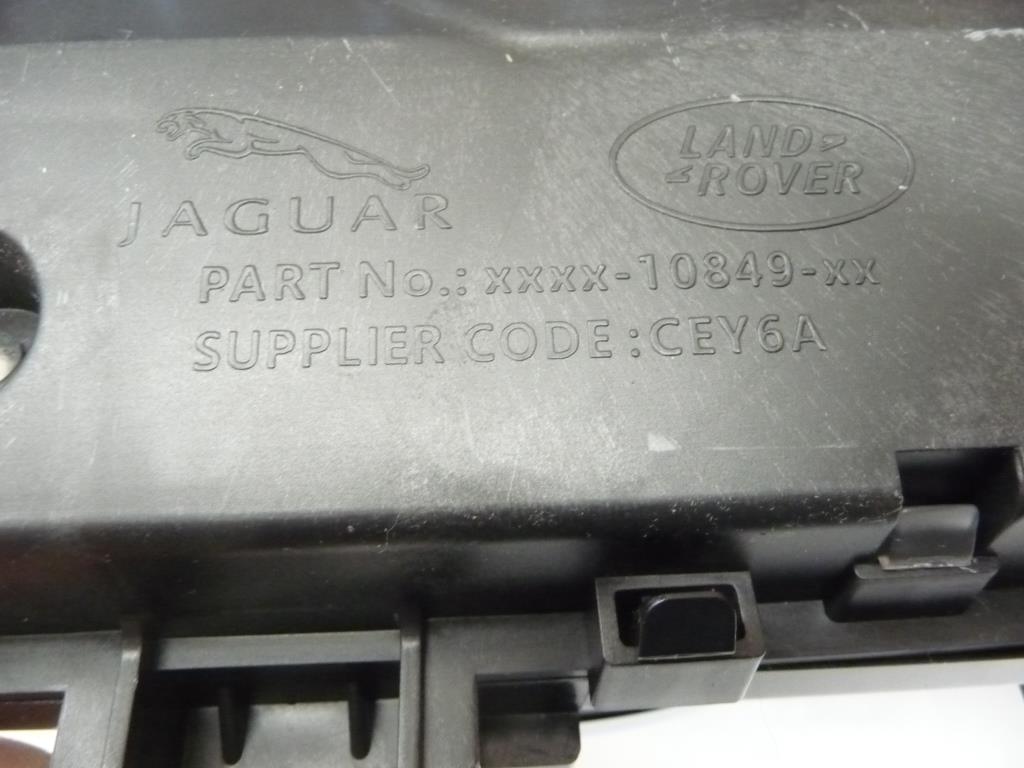 JAGUAR
LAND
ROVER
PART No.: xxxx-10849-xx
SUPPLIER CODE : CEY6A